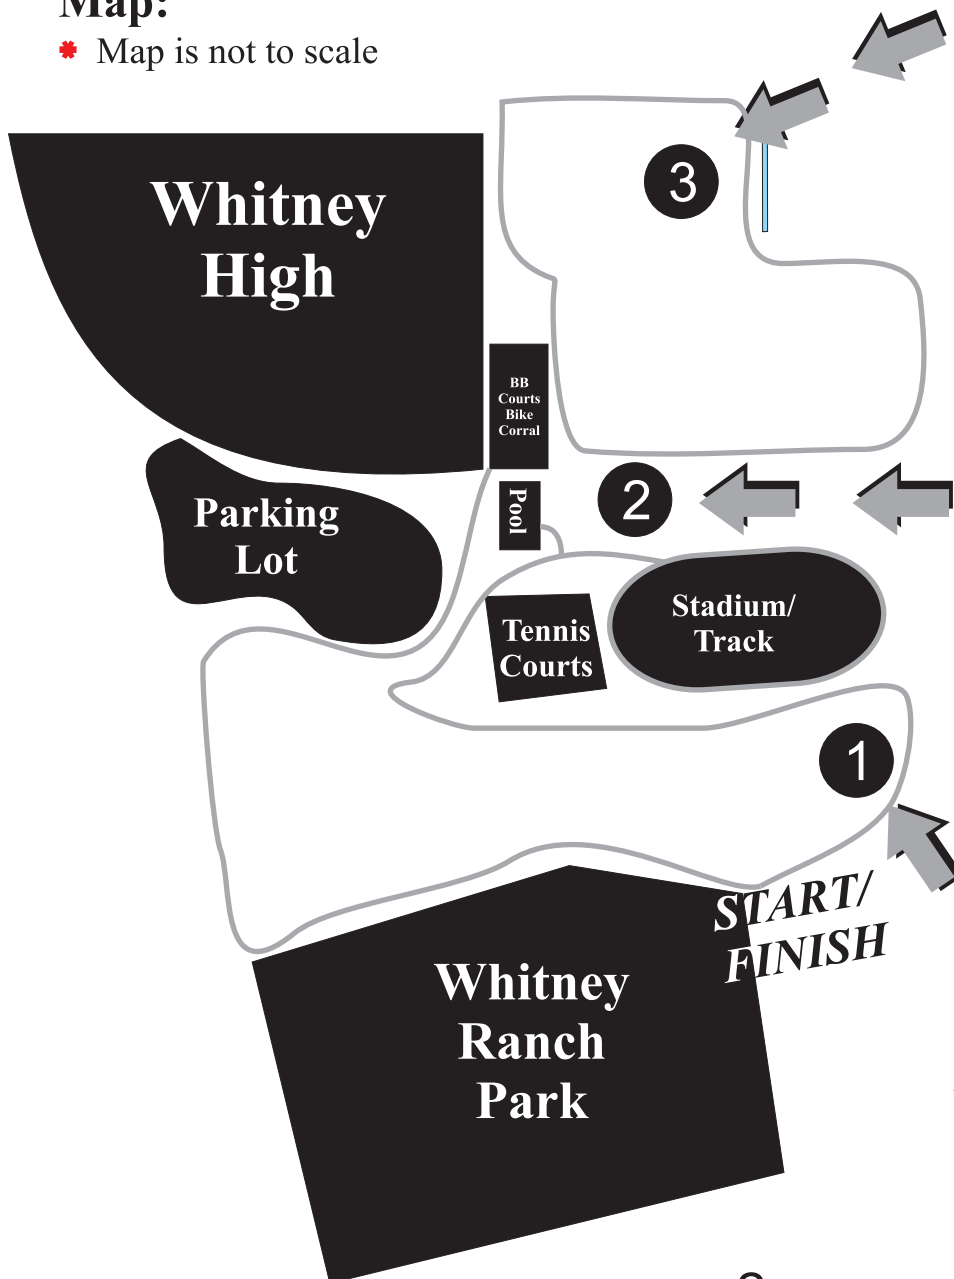 Map:
Map is not to scale
3
Whitney
High
BB
Courts
Bike
Corral
2
Pool
Parking
Lot
Stadium/
Track
Tennis
Courts
1
START/
FINISH
Whitney
Ranch
Park